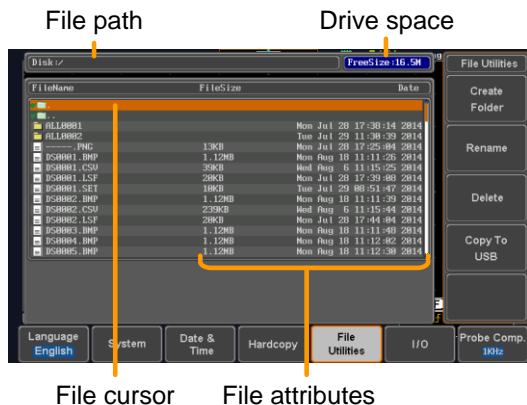 File path
Drive space
Disk:/
FreeSize:16.5M
File Utilities
FileName FileSize Date
Create
Folder
.
..
ALL0001 Mon Jul 28 17:38:14 2014
ALL0002 Tue Jul 29 11:30:39 2014
-----.PNG 13KB Mon Jul 28 17:25:04 2014
Rename
DS0001.BMP 1.12MB Mon Aug 18 11:11:26 2014
DS0001.CSV 39KB Wed Aug 6 11:15:25 2014
DS0001.LSF 20KB Mon Jul 28 17:39:08 2014
DS0001.SET 10KB Tue Jul 29 08:51:47 2014
Delete
DS0002.BMP 1.12MB Mon Aug 18 11:11:39 2014
DS0002.CSV 239KB Wed Aug 6 11:15:44 2014
DS0002.LSF 20KB Mon Jul 28 17:44:04 2014
DS0003.BMP 1.12MB Mon Aug 18 11:11:48 2014
Copy To
USB
DS0004.BMP 1.12MB Mon Aug 18 11:12:02 2014
DS0005.BMP 1.12MB Mon Aug 18 11:12:30 2014
Language
English
System
Date &
Time
Hardcopy
File
Utilities
I/O
Probe Comp.
1KHz
File cursor
File attributes